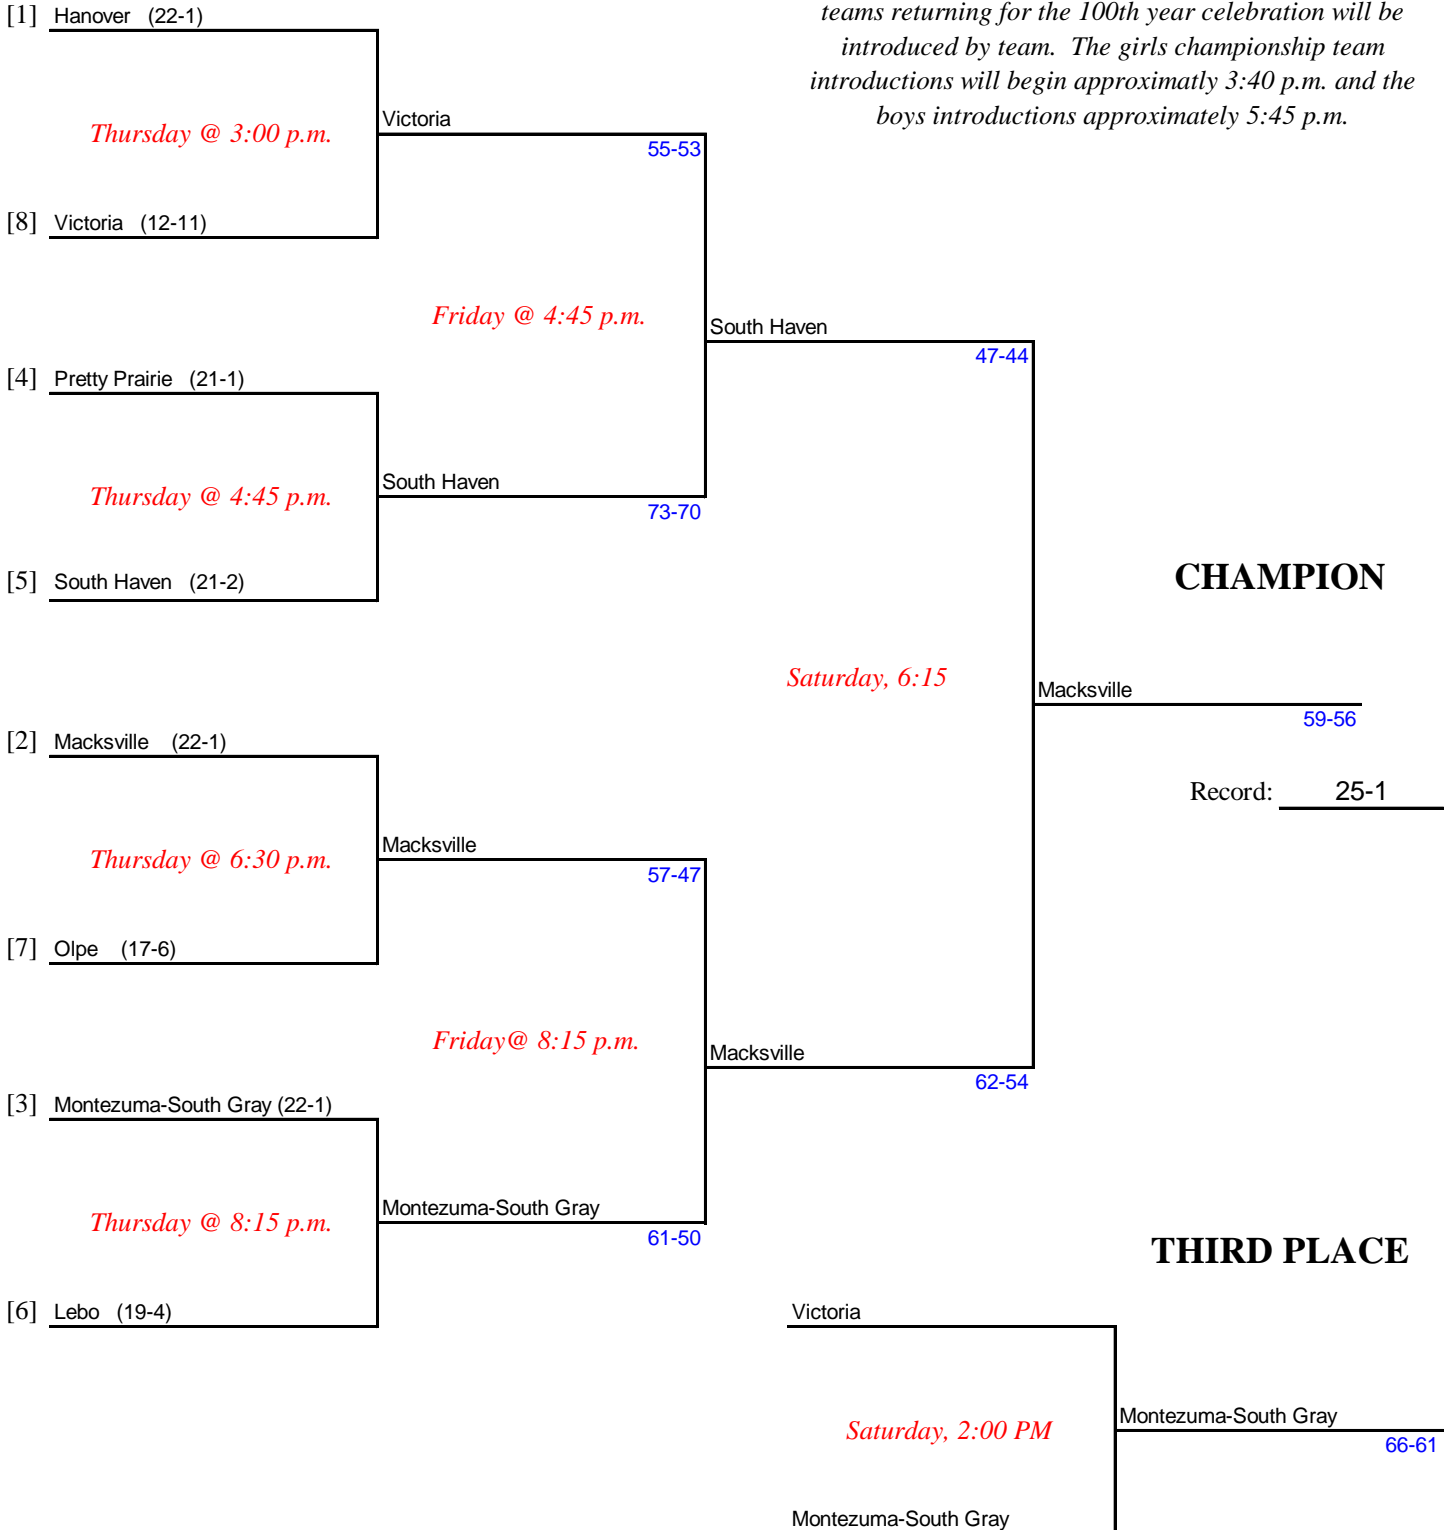 [1] Hanover (22-1)
teams returning for the 100th year celebration will be
introduced by team. The girls championship team
introductions will begin approximatly 3:40 p.m. and the
boys introductions approximately 5:45 p.m.
Thursday @ 3:00 p.m.
Victoria
55-53
[8] Victoria (12-11)
Friday @ 4:45 p.m.
South Haven
47-44
[4] Pretty Prairie (21-1)
Thursday @ 4:45 p.m.
South Haven
73-70
[5] South Haven (21-2)
CHAMPION
Saturday, 6:15
Macksville
59-56
Record: 25-1
[2] Macksville (22-1)
Thursday @ 6:30 p.m.
Macksville
57-47
[7] Olpe (17-6)
Friday@ 8:15 p.m.
Macksville
62-54
[3] Montezuma-South Gray (22-1)
Thursday @ 8:15 p.m.
Montezuma-South Gray
61-50
[6] Lebo (19-4)
THIRD PLACE
Victoria
Saturday, 2:00 PM
Montezuma-South Gray
66-61
Montezuma-South Gray